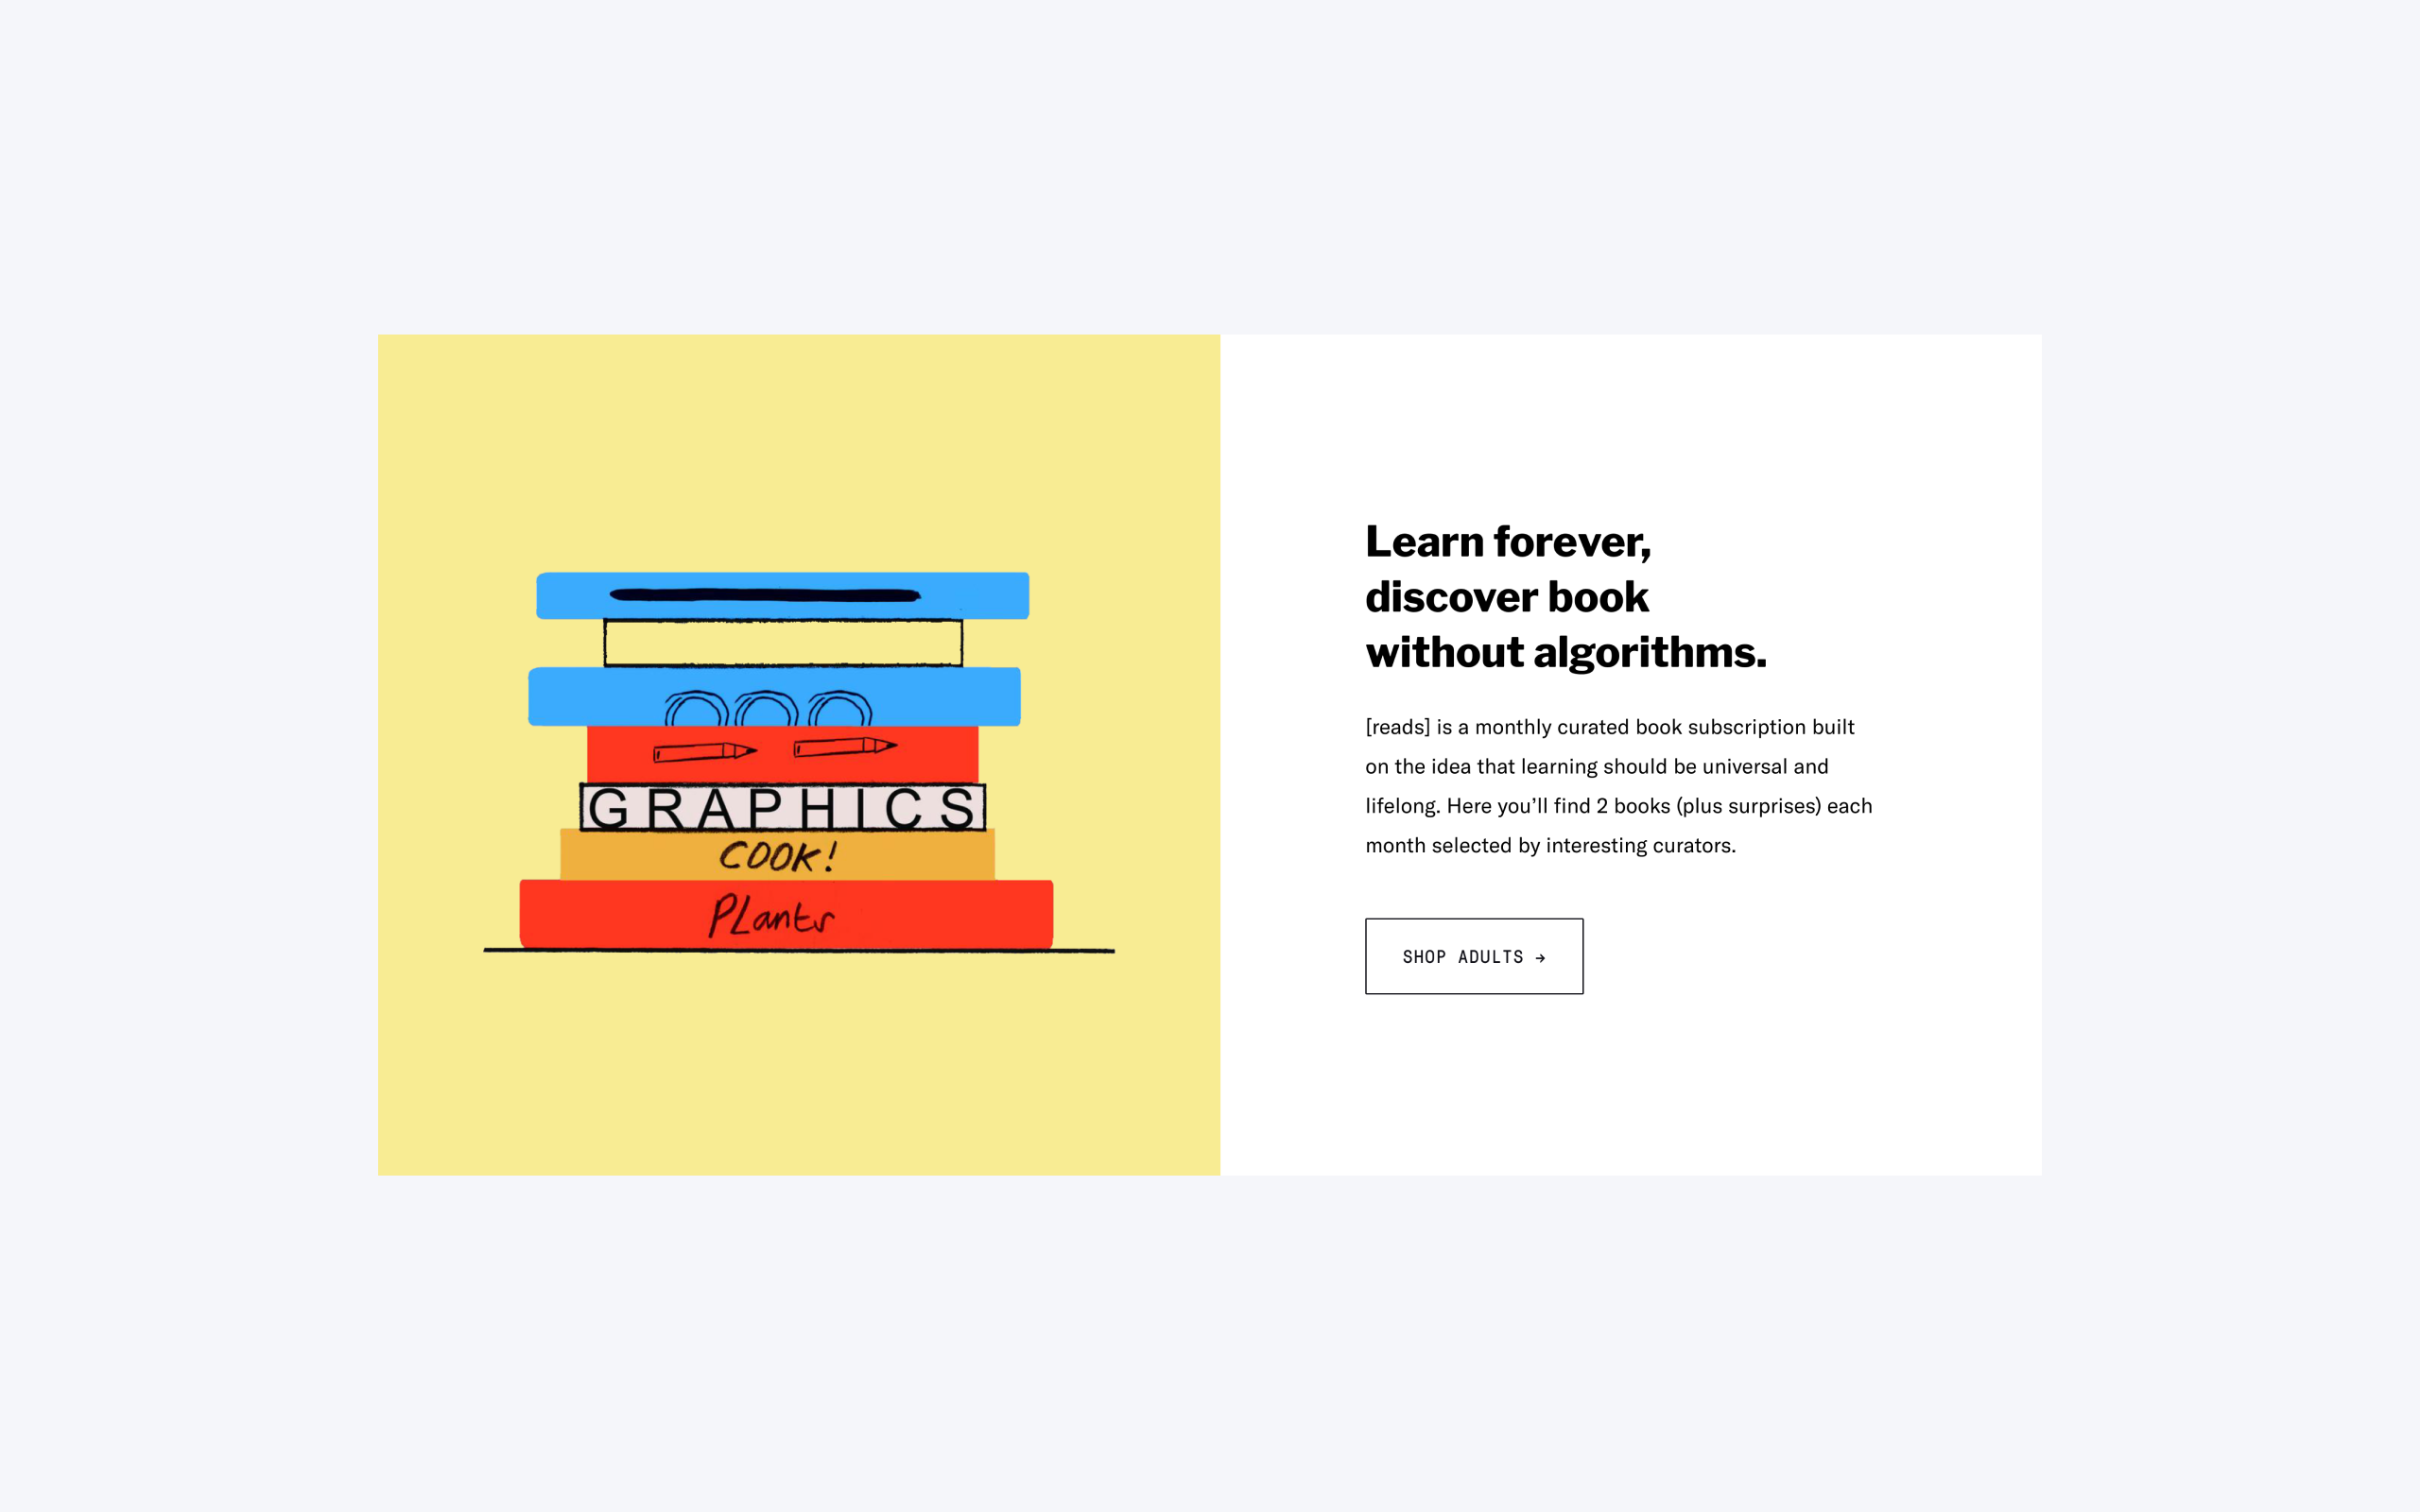 GRAPHICS
COOK!
PLants
Learn forever,
discover book
without algorithms.
[reads] is a monthly curated book subscription built
on the idea that learning should be universal and
lifelong. Here you’ll find 2 books (plus surprises) each
month selected by interesting curators.
SHOP ADULTS →